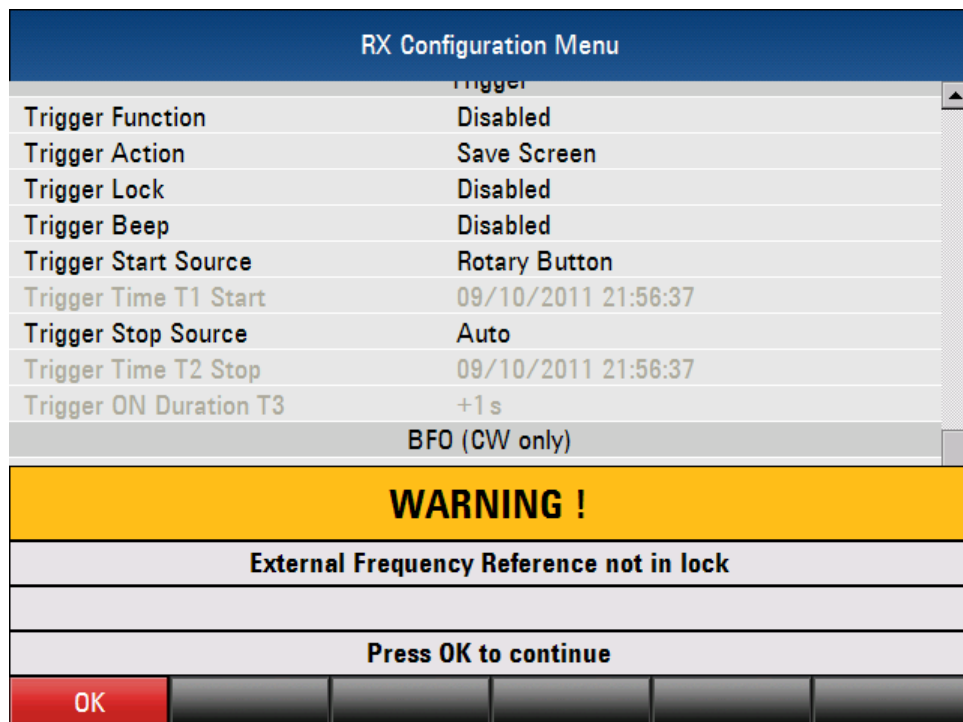 RX Configuration Menu
Trigger
Trigger Function Disabled
Trigger Action Save Screen
Trigger Lock Disabled
Trigger Beep Disabled
Trigger Start Source Rotary Button
Trigger Time T1 Start 09/10/2011 21:56:37
Trigger Stop Source Auto
Trigger Time T2 Stop 09/10/2011 21:56:37
Trigger ON Duration T3 +1 s
BFO (CW only)
WARNING !
External Frequency Reference not in lock
Press OK to continue
OK